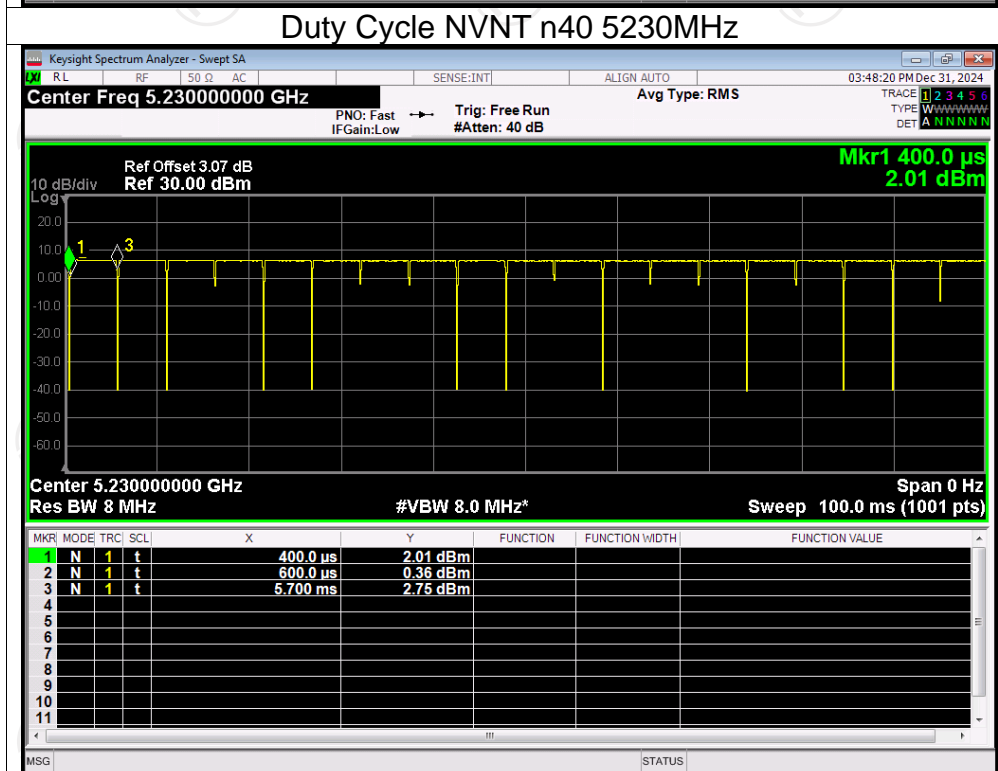 Duty Cycle NVNT n40 5230MHz
Keysight Spectrum Analyzer - Swept SA
LXI RL RF 50 Ω AC SENSE:INT ALIGN AUTO 03:48:20 PM Dec 31, 2024
Center Freq 5.230000000 GHz
PNO: Fast
IFGain:Low
Trig: Free Run
#Atten: 40 dB
Avg Type: RMS
TRACE 1 2 3 4 5 6
TYPE WWWWWW
DET A N N N N N
Ref Offset 3.07 dB
10 dB/div Ref 30.00 dBm
Log
Mkr1 400.0 µs
2.01 dBm
20.0
10.0
0.00
-10.0
-20.0
-30.0
-40.0
-50.0
-60.0
1 3
Center 5.230000000 GHz Span 0 Hz
Res BW 8 MHz #VBW 8.0 MHz* Sweep 100.0 ms (1001 pts)
MKR MODE TRC SCL X Y FUNCTION FUNCTION WIDTH FUNCTION VALUE
1 N 1 t 400.0 µs 2.01 dBm
2 N 1 t 600.0 µs 0.36 dBm
3 N 1 t 5.700 ms 2.75 dBm
4
5
6
7
8
9
10
11
MSG STATUS